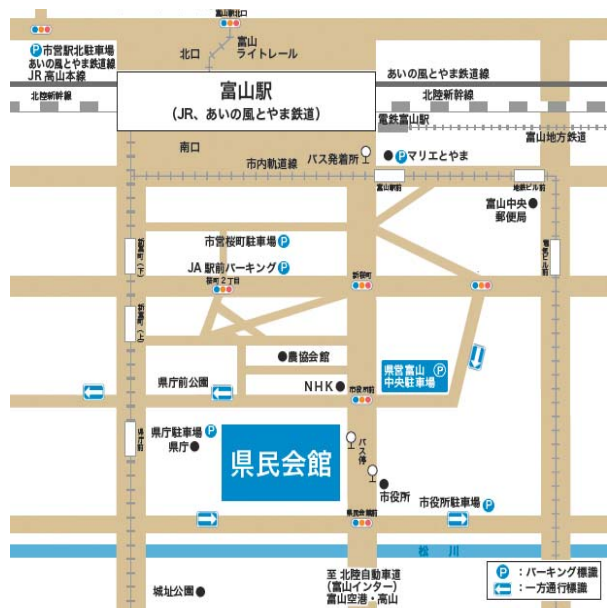 富山駅北口
P 市営駅北駐車場
あいの風とやま鉄道線
JR 高山本線
北陸新幹線
北口
富山
ライトレール
富山駅
(JR、あいの風とやま鉄道)
あいの風とやま鉄道線
北陸新幹線
電鉄富山駅
富山地方鉄道
南口
市内軌道線
バス発着所
P マリエとやま
富山駅前
地鉄ビル前
富山中央
郵便局
電気ビル前
新富町(下)
市営桜町駐車場 P
JA 駅前パーキング P
桜町2丁目
新桜町
新富町(上)
農協会館
県庁前公園
NHK
市役所前
県営富山 P
中央駐車場
県庁前
県庁駐車場 P
県庁
県民会館
バス停
市役所
市役所駐車場 P
県民会館前
松川
城址公園
至 北陸自動車道
(富山インター)
富山空港・高山
P :パーキング標識
:一方通行標識